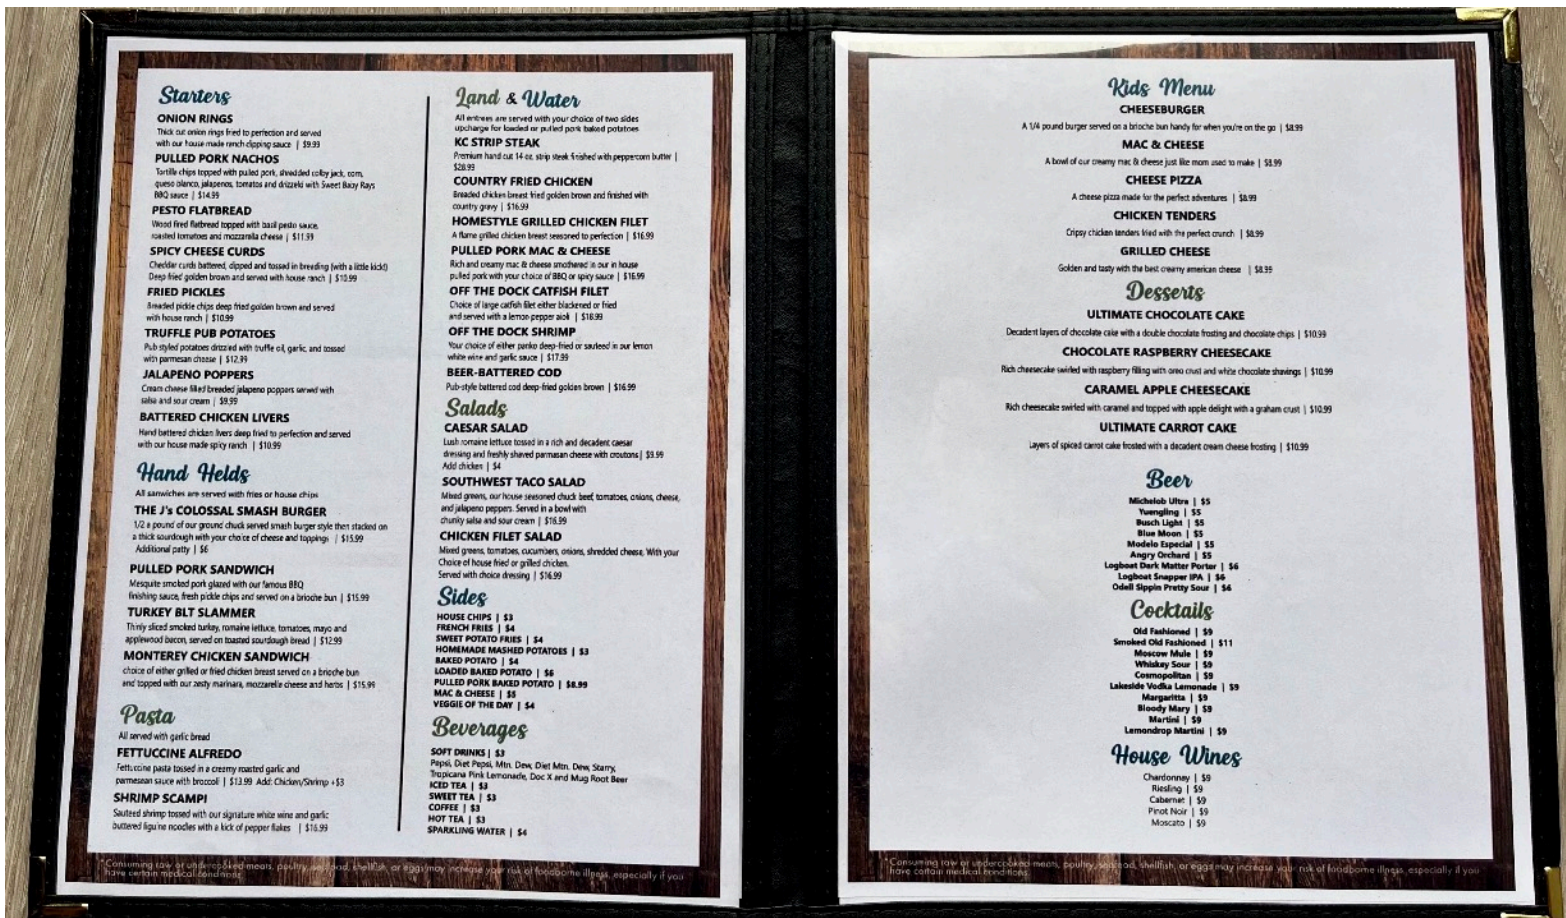 Starters
ONION RINGS
Thick cut onion rings fried to perfection and served
with our house made ranch dipping sauce | $9.99
PULLED PORK NACHOS
Tortilla chips topped with pulled pork, shredded colby jack, corn,
queso blanco, jalapenos, tomatos and drizzeld with Sweet Baby Rays
BBQ sauce | $14.99
PESTO FLATBREAD
Wood fired flatbread topped with basil pesto sauce,
roasted tomatoes and mozzarella cheese | $11.99
SPICY CHEESE CURDS
Cheddar curds battered, dipped and tossed in breading (with a little kick!)
Deep fried golden brown and served with house ranch | $10.99
FRIED PICKLES
Breaded pickle chips deep fried golden brown and served
with house ranch | $10.99
TRUFFLE PUB POTATOES
Pub styled potatoes drizzled with truffle oil, garlic, and tossed
with parmesan cheese | $12.99
JALAPENO POPPERS
Cream cheese filled breaded jalapeno poppers served with
salsa and sour cream | $9.99
BATTERED CHICKEN LIVERS
Hand battered chicken livers deep fried to perfection and served
with our house made spicy ranch | $10.99
Hand Helds
All sanwiches are served with fries or house chips
THE J's COLOSSAL SMASH BURGER
1/2 a pound of our ground chuck served smash burger style then stacked on
a thick sourdough with your choice of cheese and toppings | $15.99
Additional patty | $6
PULLED PORK SANDWICH
Mesquite smoked pork glazed with our famous BBQ
finishing sauce, fresh pickle chips and served on a brioche bun | $15.99
TURKEY BLT SLAMMER
Thinly sliced smoked turkey, romaine lettuce, tomatoes, mayo and
applewood bacon, served on toasted sourdough bread | $12.99
MONTEREY CHICKEN SANDWICH
choice of either grilled or fried chicken breast served on a brioche bun
and topped with our zesty marinara, mozzarella cheese and herbs | $15.99
Pasta
All served with garlic bread
FETTUCCINE ALFREDO
Fettuccine pasta tossed in a creamy roasted garlic and
parmesean sauce with broccoli | $13.99 Add: Chicken/Shrimp +$3
SHRIMP SCAMPI
Sauteed shrimp tossed with our signature white wine and garlic
buttered liguine noodles with a kick of pepper flakes | $16.99
Land & Water
All entrees are served with your choice of two sides
upcharge for loaded or pulled pork baked potatoes
KC STRIP STEAK
Premium hand cut 14 oz. strip steak finished with peppercorn butter |
$28.99
COUNTRY FRIED CHICKEN
Breaded chicken breast fried golden brown and finished with
country gravy | $16.99
HOMESTYLE GRILLED CHICKEN FILET
A flame grilled chicken breast seasoned to perfection | $16.99
PULLED PORK MAC & CHEESE
Rich and creamy mac & cheese smothered in our in house
pulled pork with your choice of BBQ or spicy sauce | $16.99
OFF THE DOCK CATFISH FILET
Choice of large catfish filet either blackened or fried
and served with a lemon-pepper aioli | $18.99
OFF THE DOCK SHRIMP
Your choice of either panko deep-fried or sauteed in our lemon
white wine and garlic sauce | $17.99
BEER-BATTERED COD
Pub-style battered cod deep-fried golden brown | $16.99
Salads
CAESAR SALAD
Lush romaine lettuce tossed in a rich and decadent caesar
dressing and freshly shaved parmasan cheese with croutons | $9.99
Add chicken | $4
SOUTHWEST TACO SALAD
Mixed greens, our house seasoned chuck beef, tomatoes, onions, cheese,
and jalapeno peppers. Served in a bowl with
chunky salsa and sour cream | $16.99
CHICKEN FILET SALAD
Mixed greens, tomatoes, cucumbers, onions, shredded cheese, With your
Choice of house fried or grilled chicken.
Served with choice dressing | $16.99
Sides
HOUSE CHIPS | $3
FRENCH FRIES | $4
SWEET POTATO FRIES | $4
HOMEMADE MASHED POTATOES | $3
BAKED POTATO | $4
LOADED BAKED POTATO | $6
PULLED PORK BAKED POTATO | $8.99
MAC & CHEESE | $5
VEGGIE OF THE DAY | $4
Beverages
SOFT DRINKS | $3
Pepsi, Diet Pepsi, Mtn. Dew, Diet Mtn. Dew, Starry,
Tropicana Pink Lemonade, Doc X and Mug Root Beer
ICED TEA | $3
SWEET TEA | $3
COFFEE | $3
HOT TEA | $3
SPARKLING WATER | $4
*Consuming raw or undercooked meats, poultry, seafood, shellfish, or eggs may increase your risk of foodborne illness, especially if you
have certain medical conditions.
Kids Menu
CHEESEBURGER
A 1/4 pound burger served on a brioche bun handy for when you're on the go | $8.99
MAC & CHEESE
A bowl of our creamy mac & cheese just like mom used to make | $8.99
CHEESE PIZZA
A cheese pizza made for the perfect adventures | $8.99
CHICKEN TENDERS
Cripsy chicken tenders fried with the perfect crunch | $8.99
GRILLED CHEESE
Golden and tasty with the best creamy american cheese | $8.99
Desserts
ULTIMATE CHOCOLATE CAKE
Decadent layers of chocolate cake with a double chocolate frosting and chocolate chips | $10.99
CHOCOLATE RASPBERRY CHEESECAKE
Rich cheesecake swirled with raspberry filling with oreo crust and white chocolate shavings | $10.99
CARAMEL APPLE CHEESECAKE
Rich cheesecake swirled with caramel and topped with apple delight with a graham crust | $10.99
ULTIMATE CARROT CAKE
Layers of spiced carrot cake frosted with a decadent cream cheese frosting | $10.99
Beer
Michelob Ultra | $5
Yuengling | $5
Busch Light | $5
Blue Moon | $5
Modelo Especial | $5
Angry Orchard | $5
Logboat Dark Matter Porter | $6
Logboat Snapper IPA | $6
Odell Sippin Pretty Sour | $6
Cocktails
Old Fashioned | $9
Smoked Old Fashioned | $11
Moscow Mule | $9
Whiskey Sour | $9
Cosmopolitan | $9
Lakeside Vodka Lemonade | $9
Margaritta | $9
Bloody Mary | $9
Martini | $9
Lemondrop Martini | $9
House Wines
Chardonnay | $9
Riesling | $9
Cabernet | $9
Pinot Noir | $9
Moscato | $9
*Consuming raw or undercooked meats, poultry, seafood, shellfish, or eggs may increase your risk of foodborne illness, especially if you
have certain medical conditions.